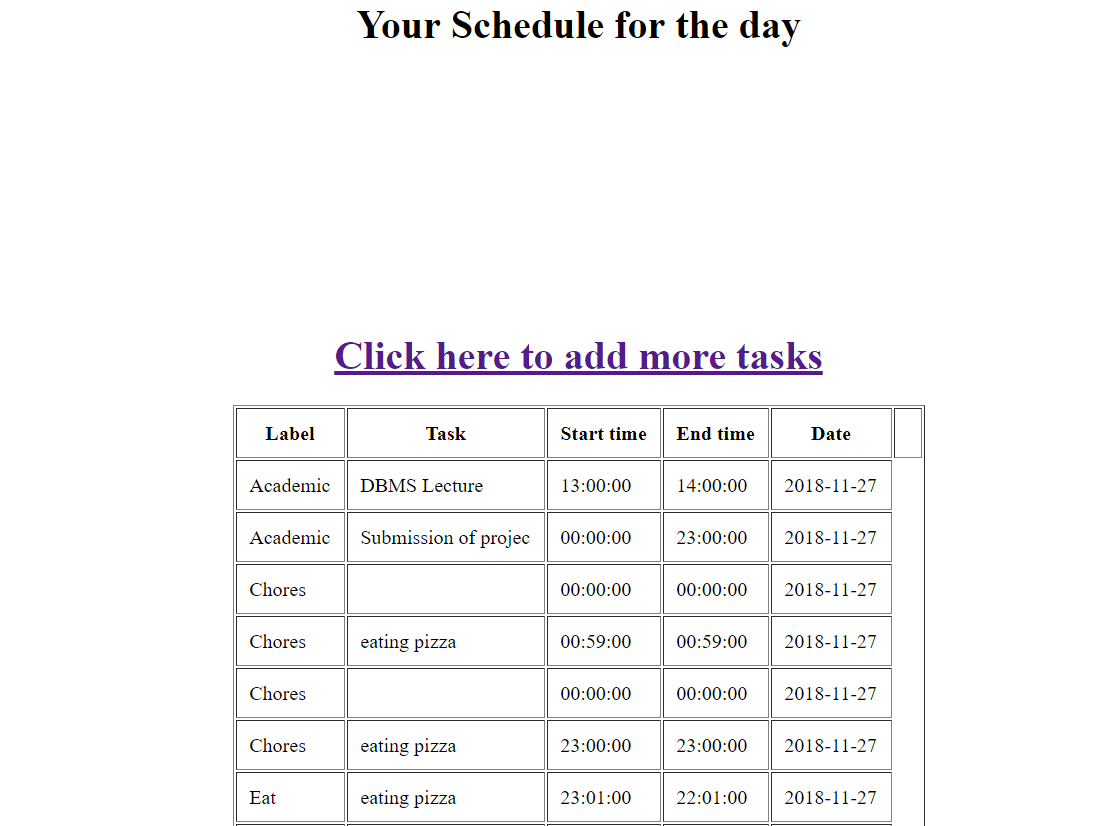 Your Schedule for the day
Click here to add more tasks
Label Task Start time End time Date
Academic DBMS Lecture 13:00:00 14:00:00 2018-11-27
Academic Submission of projec 00:00:00 23:00:00 2018-11-27
Chores 00:00:00 00:00:00 2018-11-27
Chores eating pizza 00:59:00 00:59:00 2018-11-27
Chores 00:00:00 00:00:00 2018-11-27
Chores eating pizza 23:00:00 23:00:00 2018-11-27
Eat eating pizza 23:01:00 22:01:00 2018-11-27